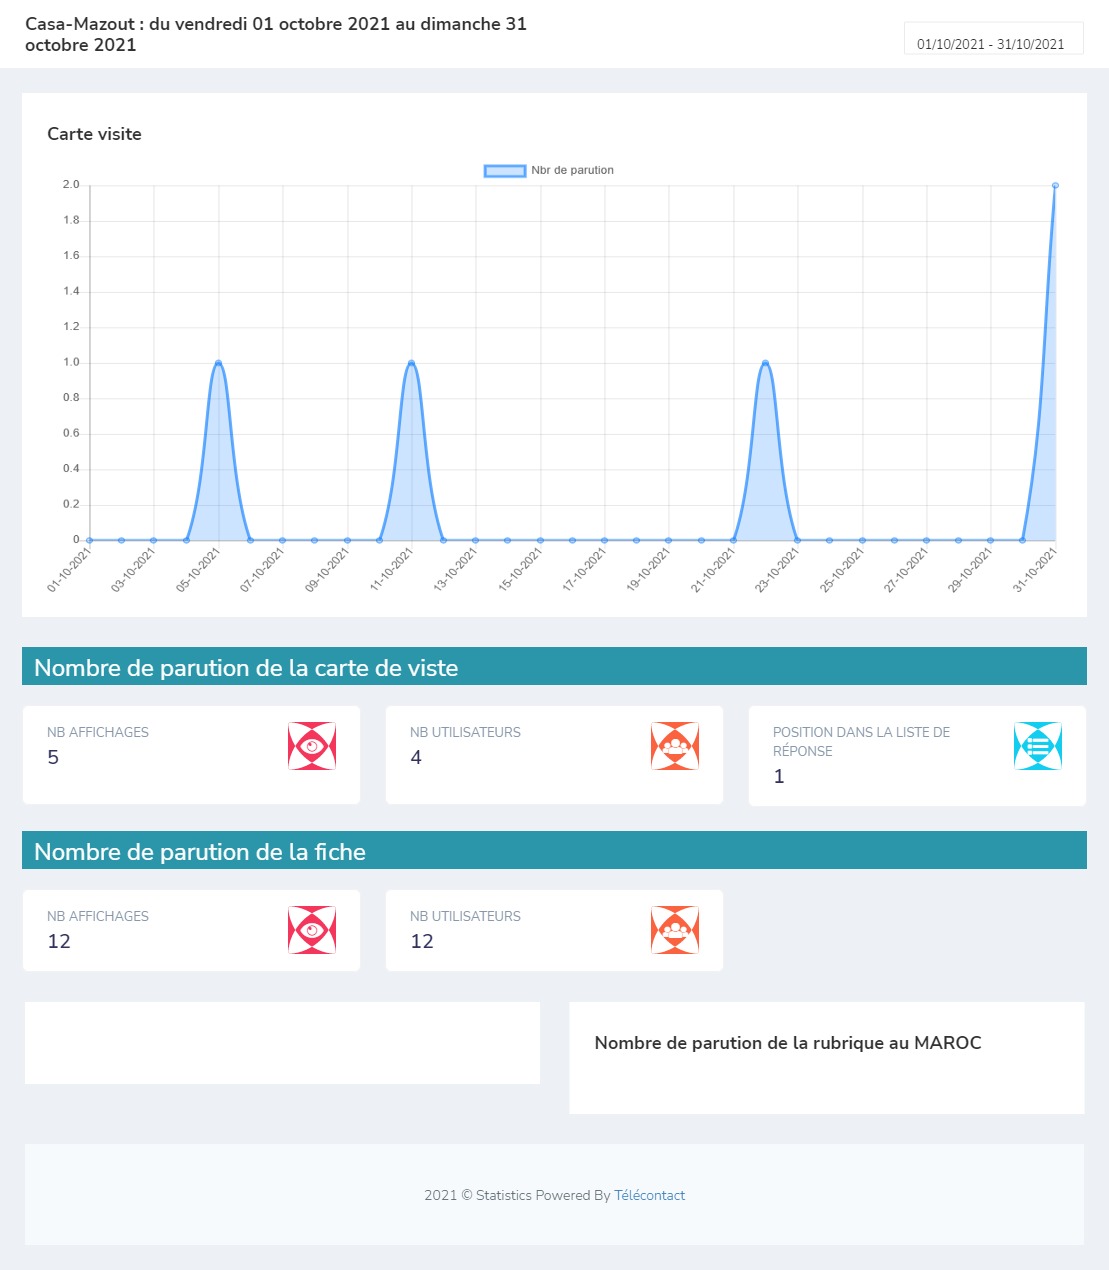 Casa-Mazout : du vendredi 01 octobre 2021 au dimanche 31
octobre 2021
01/10/2021 - 31/10/2021
Carte visite
Nbr de parution
2.0
1.8
1.6
1.4
1.2
1.0
0.8
0.6
0.4
0.2
0
01-10-2021
03-10-2021
05-10-2021
07-10-2021
09-10-2021
11-10-2021
13-10-2021
15-10-2021
17-10-2021
19-10-2021
21-10-2021
23-10-2021
25-10-2021
27-10-2021
29-10-2021
31-10-2021
Nombre de parution de la carte de viste
NB AFFICHAGES
5
NB UTILISATEURS
4
POSITION DANS LA LISTE DE
RÉPONSE
1
Nombre de parution de la fiche
NB AFFICHAGES
12
NB UTILISATEURS
12
Nombre de parution de la rubrique au MAROC
2021 © Statistics Powered By Télécontact